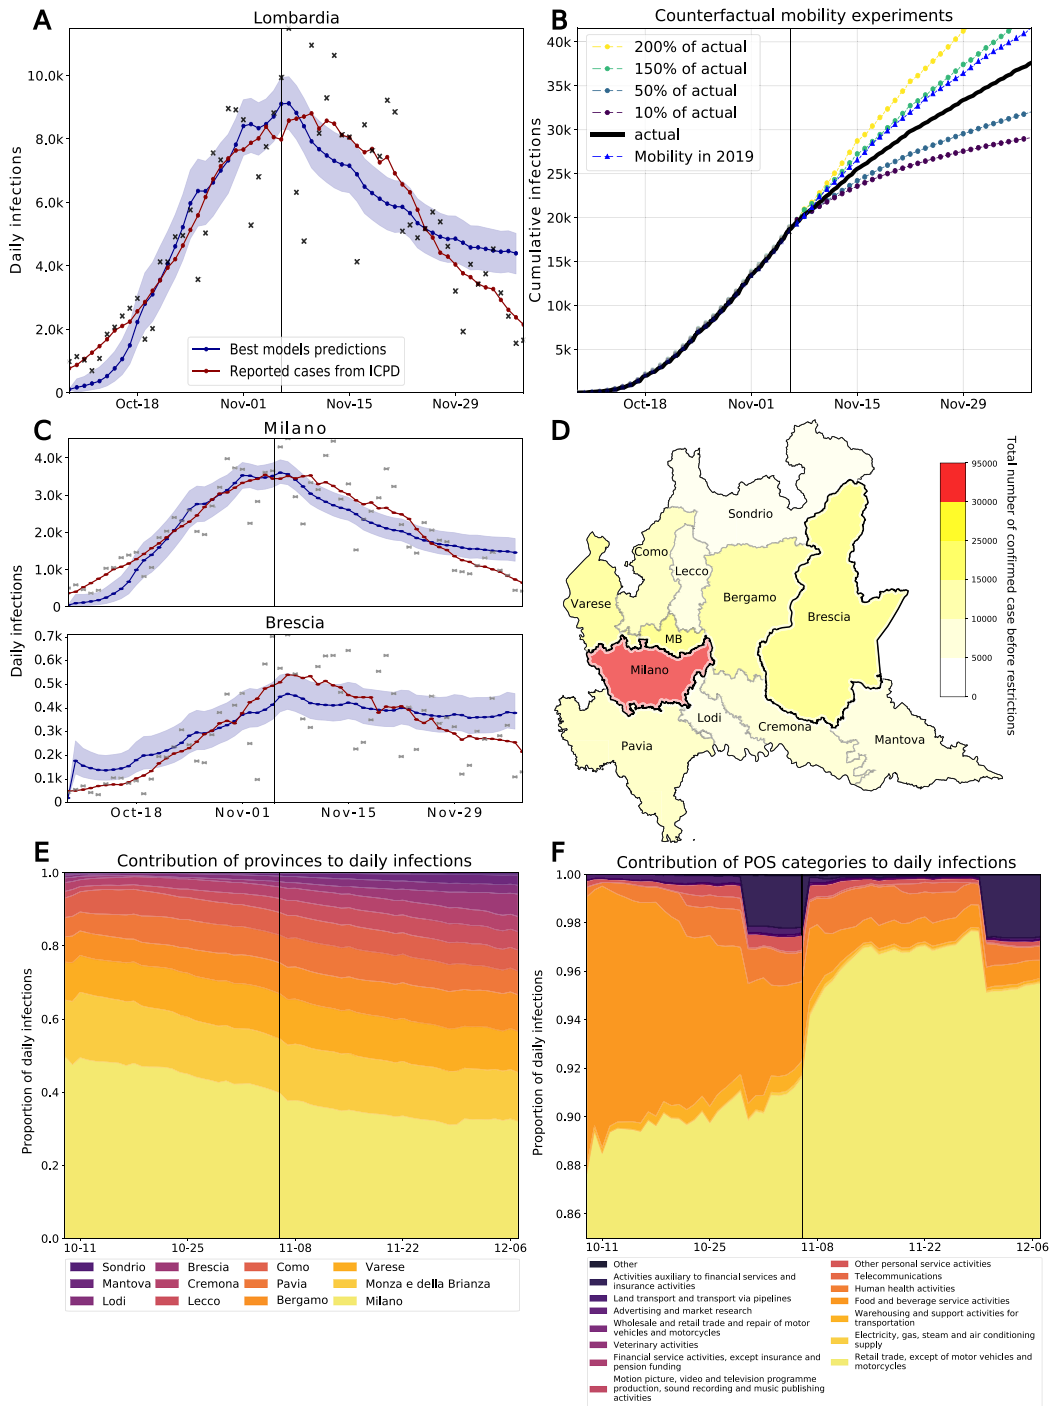 A
Lombardia
Daily infections
10.0k
8.0k
6.0k
4.0k
2.0k
0
Best models predictions
Reported cases from ICPD
Oct-18
Nov-01
Nov-15
Nov-29
B
Counterfactual mobility experiments
Cumulative infections
40k
35k
30k
25k
20k
15k
10k
5k
200% of actual
150% of actual
50% of actual
10% of actual
actual
Mobility in 2019
Oct-18
Nov-01
Nov-15
Nov-29
C
Milano
Daily infections
4.0k
3.0k
2.0k
1.0k
0
Brescia
0.7k
0.6k
0.5k
0.4k
0.3k
0.2k
0.1k
0
Oct-18
Nov-01
Nov-15
Nov-29
D
Sondrio
Como
Lecco
Varese
Bergamo
Brescia
MB
Milano
Lodi
Cremona
Mantova
Pavia
95000
30000
25000
15000
10000
5000
0
Total number of confirmed case before restrictions
E
Contribution of provinces to daily infections
Proportion of daily infections
1.0
0.8
0.6
0.4
0.2
0.0
10-11
10-25
11-08
11-22
12-06
Sondrio
Mantova
Lodi
Brescia
Cremona
Lecco
Como
Pavia
Bergamo
Varese
Monza e della Brianza
Milano
F
Contribution of POS categories to daily infections
Proportion of daily infections
1.00
0.98
0.96
0.94
0.92
0.90
0.88
0.86
10-11
10-25
11-08
11-22
12-06
Other
Activities auxiliary to financial services and
insurance activities
Land transport and transport via pipelines
Advertising and market research
Wholesale and retail trade and repair of motor
vehicles and motorcycles
Veterinary activities
Financial service activities, except insurance and
pension funding
Motion picture, video and television programme
production, sound recording and music publishing
activities
Other personal service activities
Telecommunications
Human health activities
Food and beverage service activities
Warehousing and support activities for
transportation
Electricity, gas, steam and air conditioning
supply
Retail trade, except of motor vehicles and
motorcycles